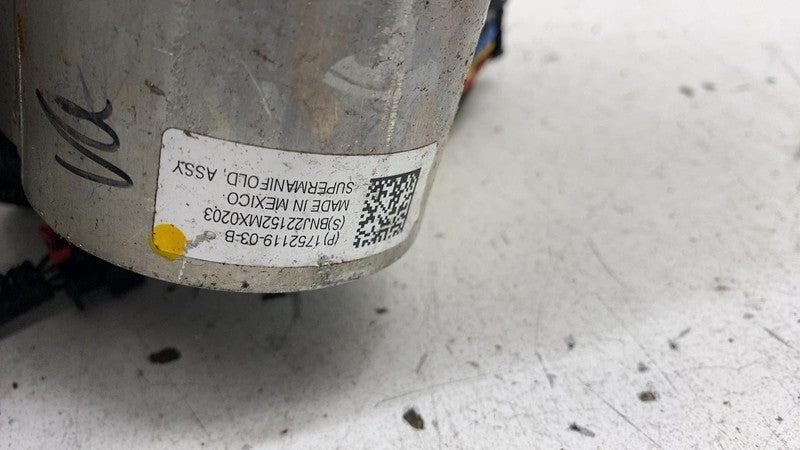 (P)1752119-03-B
(S)BNJ22152MX0203
MADE IN MEXICO
SUPERMANIFOLD, ASSY